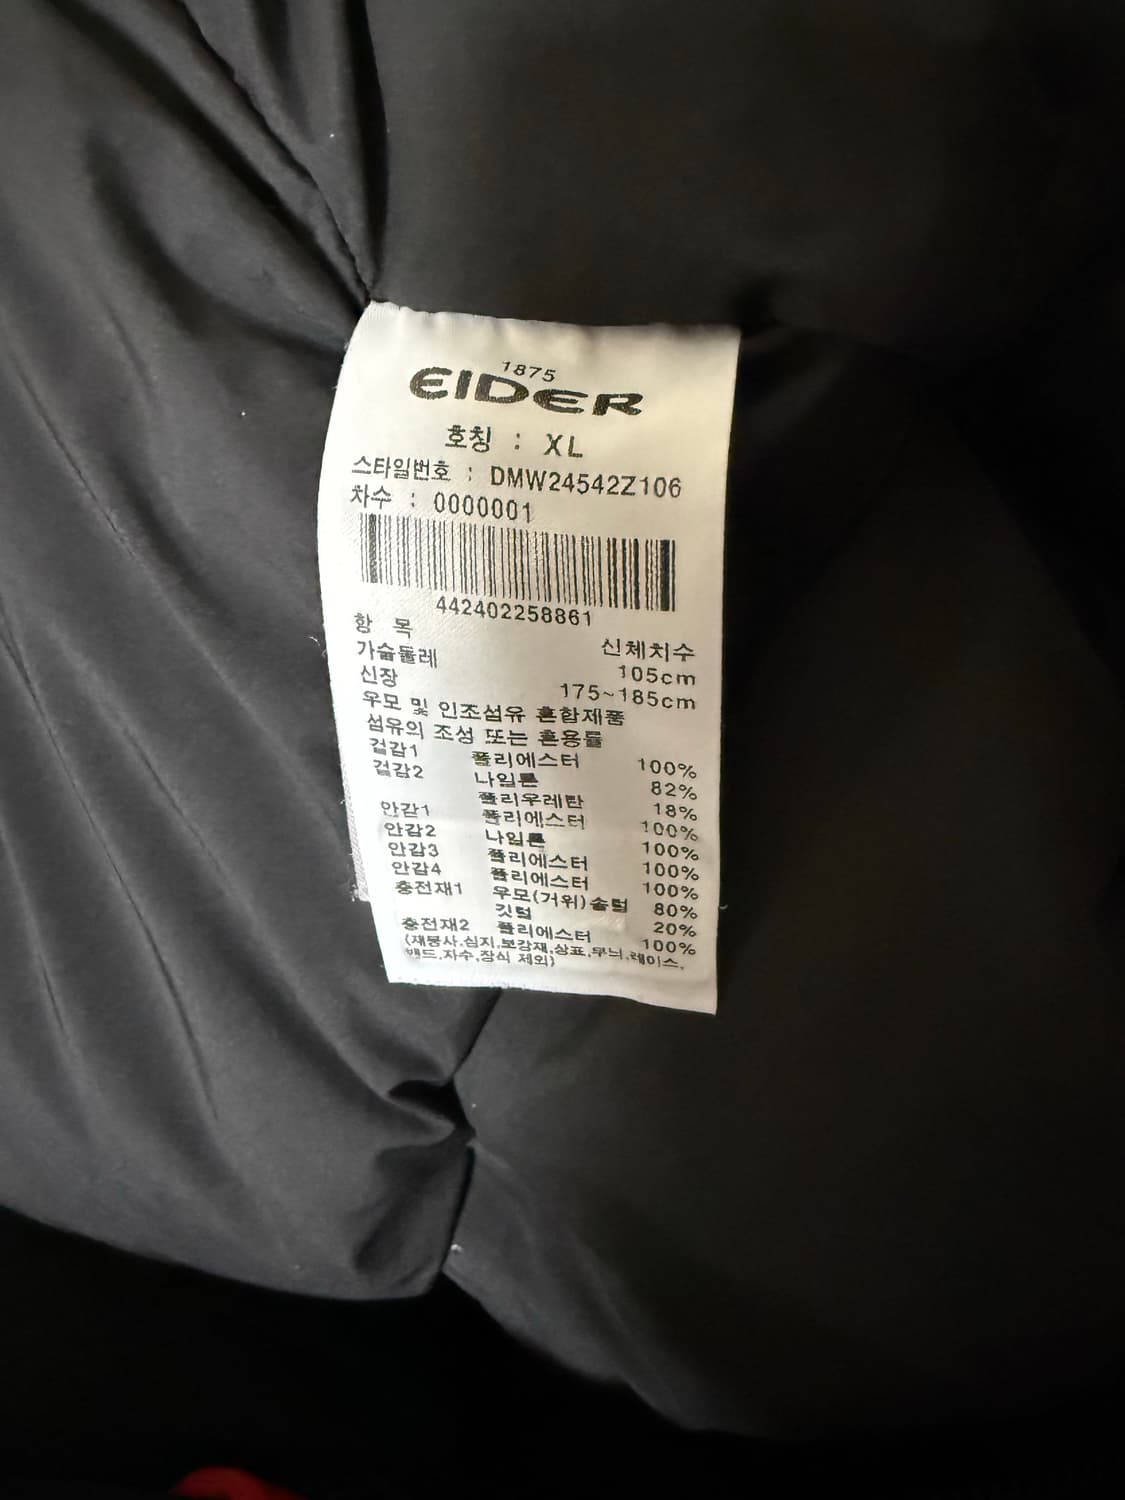 1875
EIDER
호칭 : XL
스타일번호 : DMW24542Z106
차수 : 0000001
442402258861
항 목 신체치수
가슴둘레 105cm
신장 175~185cm
우모 및 인조섬유 혼합제품
섬유의 조성 또는 혼용률
겉감1 폴리에스터 100%
겉감2 나일론 82%
폴리우레탄 18%
안감1 폴리에스터 100%
안감2 나일론 100%
안감3 폴리에스터 100%
안감4 폴리에스터 100%
충전재1 우모(거위)솜털 80%
깃털 20%
충전재2 폴리에스터 100%
(재봉사,심지,보강재,상표,무늬,레이스,
밴드,자수,장식 제외)